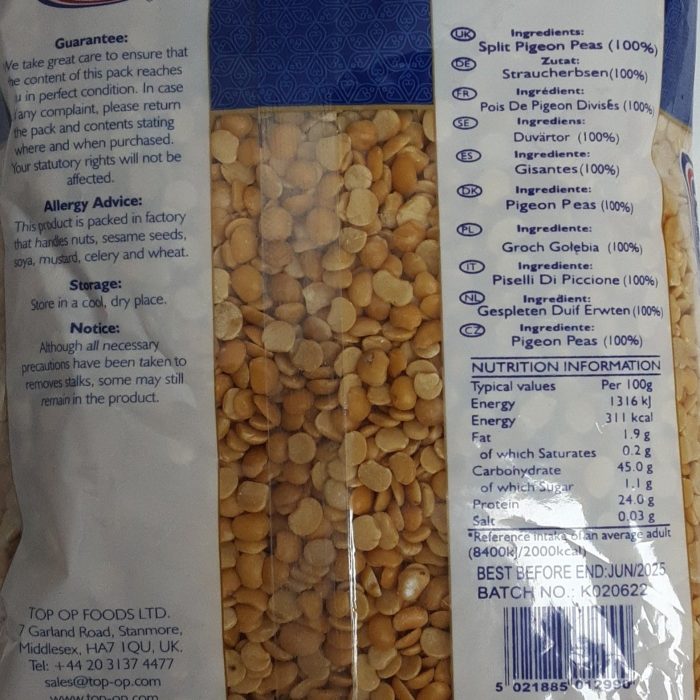 Guarantee:
We take great care to ensure that
the content of this pack reaches
u in perfect condition. In case
any complaint, please return
the pack and contents stating
where and when purchased.
Your statutory rights will not be
affected.
Allergy Advice:
This product is packed in factory
that handles nuts, sesame seeds,
soya, mustard, celery and wheat.
Storage:
Store in a cool, dry place.
Notice:
Although all necessary
precautions have been taken to
removes stalks, some may still
remain in the product.
TOP OP FOODS LTD.
7 Garland Road, Stanmore,
Middlesex, HA7 1QU, UK.
Tel: +44 20 3137 4477
sales@top-op.com
www.top-op.com
UK Ingredients:
Split Pigeon Peas (100%)
DE Zutat:
Straucherbsen(100%)
FR Ingrédient:
Pois De Pigeon Divisés (100%)
SE Ingrediens:
Duvärtor (100%)
ES Ingrediente:
Gisantes(100%)
DK Ingrediente:
Pigeon Peas (100%)
PL Ingrediente:
Groch Gołębia (100%)
IT Ingrediente:
Piselli Di Piccione (100%)
NL Ingredient:
Gespleten Duif Erwten (100%)
CZ Ingrediente:
Pigeon Peas (100%)
NUTRITION INFORMATION
Typical values Per 100g
Energy 1316 kJ
Energy 311 kcal
Fat 1.9 g
of which Saturates 0.2 g
Carbohydrate 45.0 g
of which Sugar 1.1 g
Protein 24.0 g
Salt 0.03 g
*Reference intake of an average adult
(8400kJ/2000kcal)
BEST BEFORE END:JUN/2025
BATCH NO.: K020622
5 021885 012990